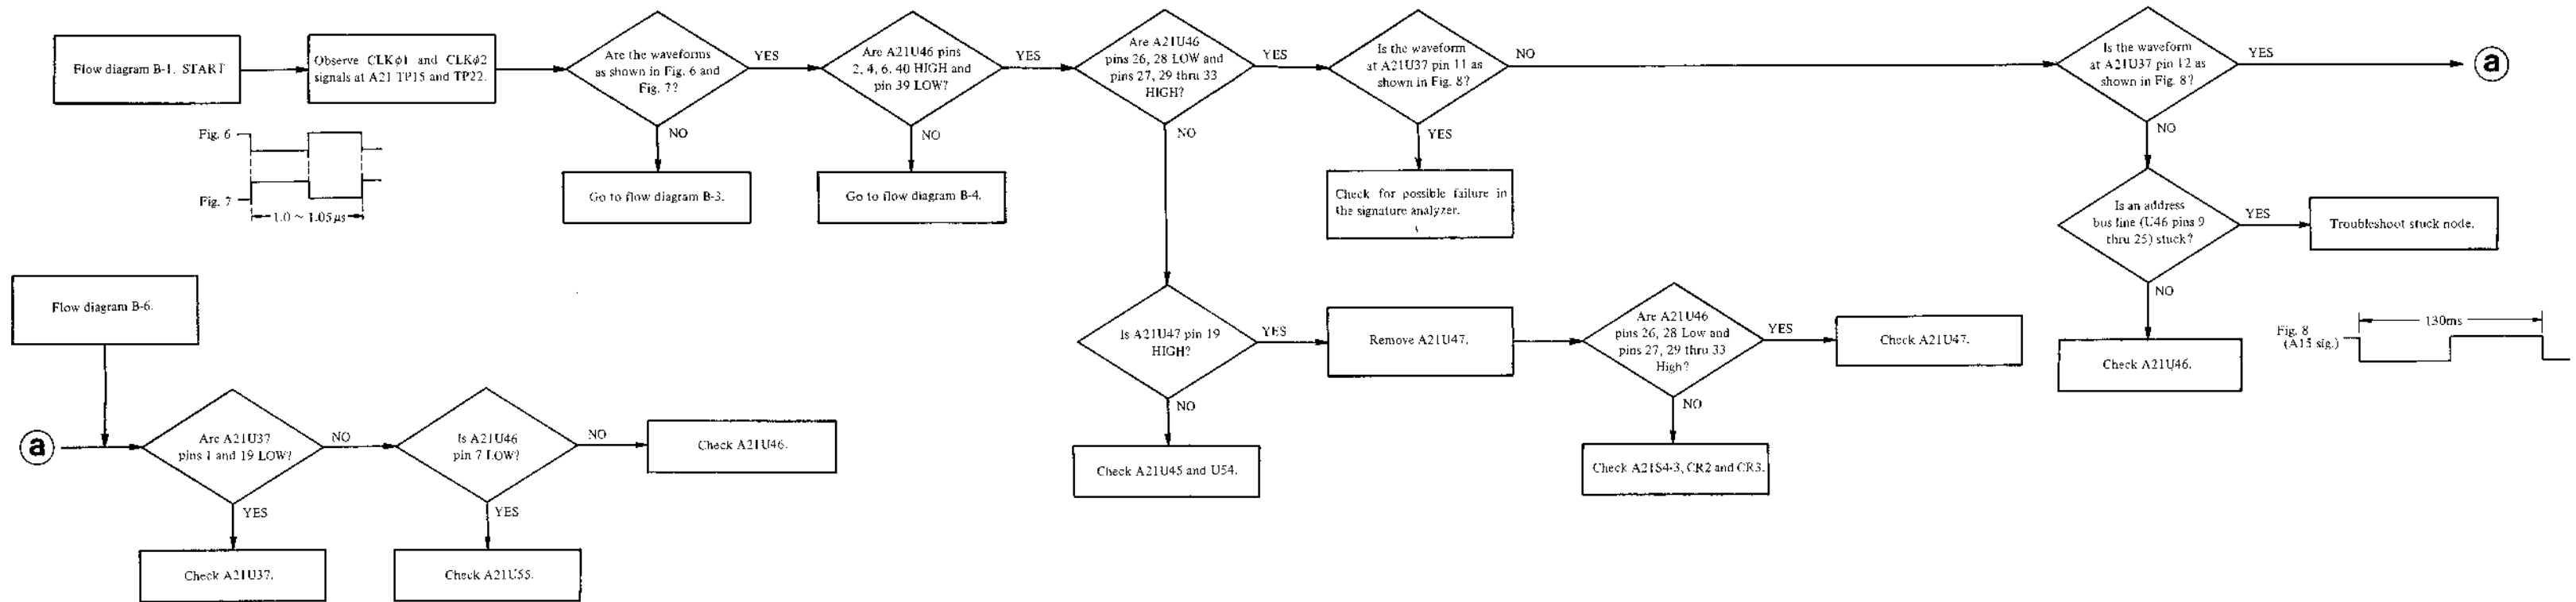 Flow diagram B-1. START
Observe CLKϕ1 and CLKϕ2
signals at A21 TP15 and TP22.
Are the waveforms
as shown in Fig. 6 and
Fig. 7?
YES
NO
Go to flow diagram B-3.
Are A21U46 pins
2, 4, 6. 40 HIGH and
pin 39 LOW?
YES
NO
Go to flow diagram B-4.
Are A21U46
pins 26, 28 LOW and
pins 27, 29 thru 33
HIGH?
YES
NO
Is the waveform
at A21U37 pin 11 as
shown in Fig. 8?
NO
YES
Check for possible failure in
the signature analyzer.
Is the waveform
at A21U37 pin 12 as
shown in Fig. 8?
YES
a
NO
Is an address
bus line (U46 pins 9
thru 25) stuck?
YES
Troubleshoot stuck node.
NO
Check A21U46.
Fig. 6
Fig. 7
1.0 ~ 1.05μs
Is A21U47 pin 19
HIGH?
YES
NO
Remove A21U47.
Are A21U46
pins 26, 28 Low and
pins 27, 29 thru 33
High?
YES
Check A21U47.
NO
Check A21S4-3, CR2 and CR3.
Check A21U45 and U54.
130ms
Fig. 8
(A15 sig.)
Flow diagram B-6.
a
Are A21U37
pins 1 and 19 LOW?
NO
YES
Check A21U37.
Is A21U46
pin 7 LOW?
NO
Check A21U46.
YES
Check A21U55.